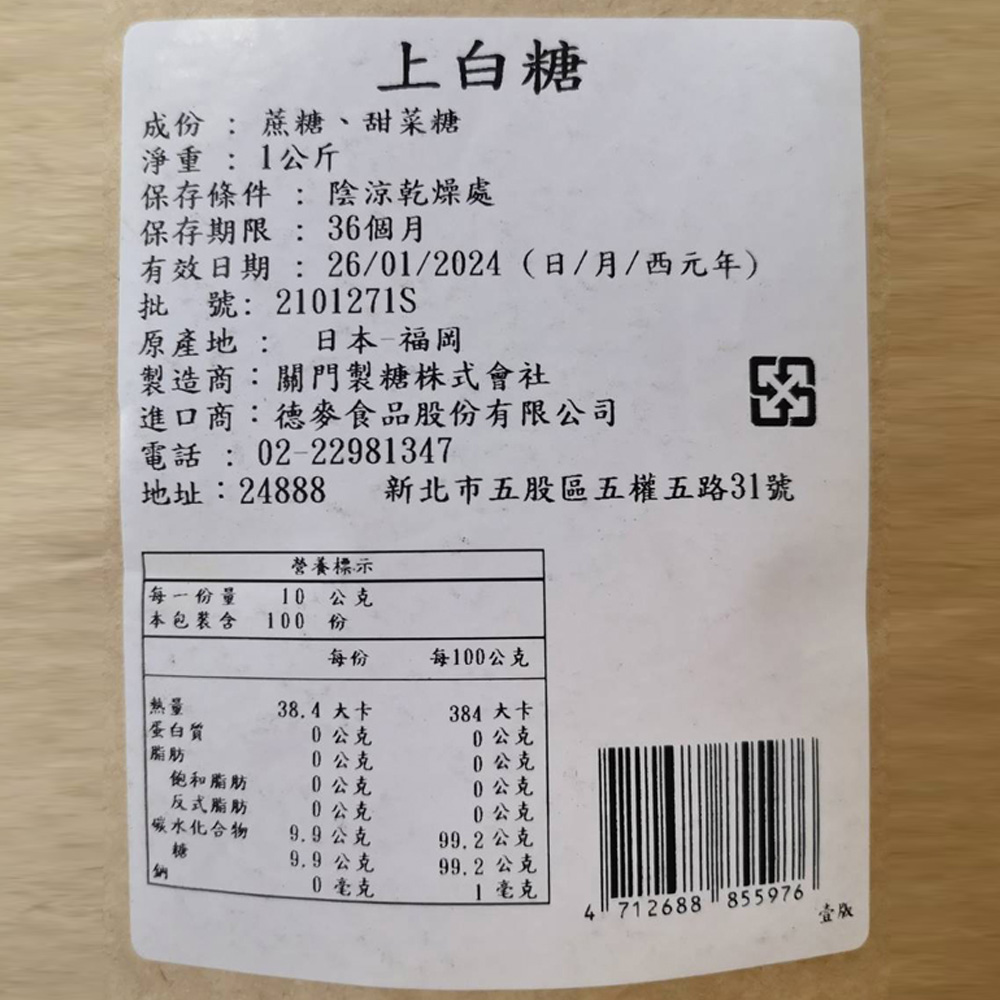 上白糖
成份 : 蔗糖、甜菜糖
淨重 : 1公斤
保存條件 : 陰涼乾燥處
保存期限 : 36個月
有效日期 : 26/01/2024 (日/月/西元年)
批 號: 2101271S
原產地 : 日本-福岡
製造商:關門製糖株式會社
進口商:德麥食品股份有限公司
電話 : 02-22981347
地址:24888 新北市五股區五權五路31號
營養標示
每一份量 10 公克
本包裝含 100 份
每份 每100公克
熱量 38.4 大卡 384 大卡
蛋白質 0 公克 0 公克
脂肪 0 公克 0 公克
飽和脂肪 0 公克 0 公克
反式脂肪 0 公克 0 公克
碳水化合物 9.9 公克 99.2 公克
糖 9.9 公克 99.2 公克
鈉 0 毫克 1 毫克
4 712688 855976
壹版